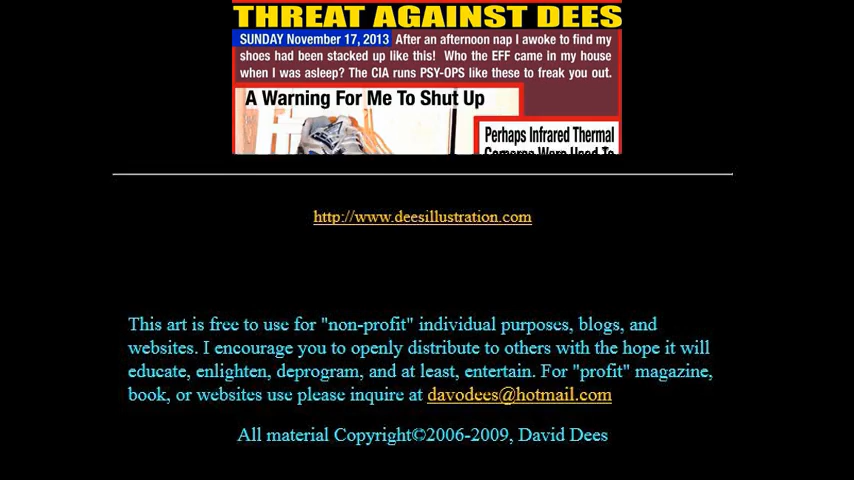 THREAT AGAINST DEES
SUNDAY November 17, 2013 After an afternoon nap I awoke to find my
shoes had been stacked up like this! Who the EFF came in my house
when I was asleep? The CIA runs PSY-OPS like these to freak you out.
A Warning For Me To Shut Up
Perhaps Infrared Thermal
Cameras Were Used To
http://www.deesillustration.com
This art is free to use for "non-profit" individual purposes, blogs, and
websites. I encourage you to openly distribute to others with the hope it will
educate, enlighten, deprogram, and at least, entertain. For "profit" magazine,
book, or websites use please inquire at davodees@hotmail.com
All material Copyright©2006-2009, David Dees